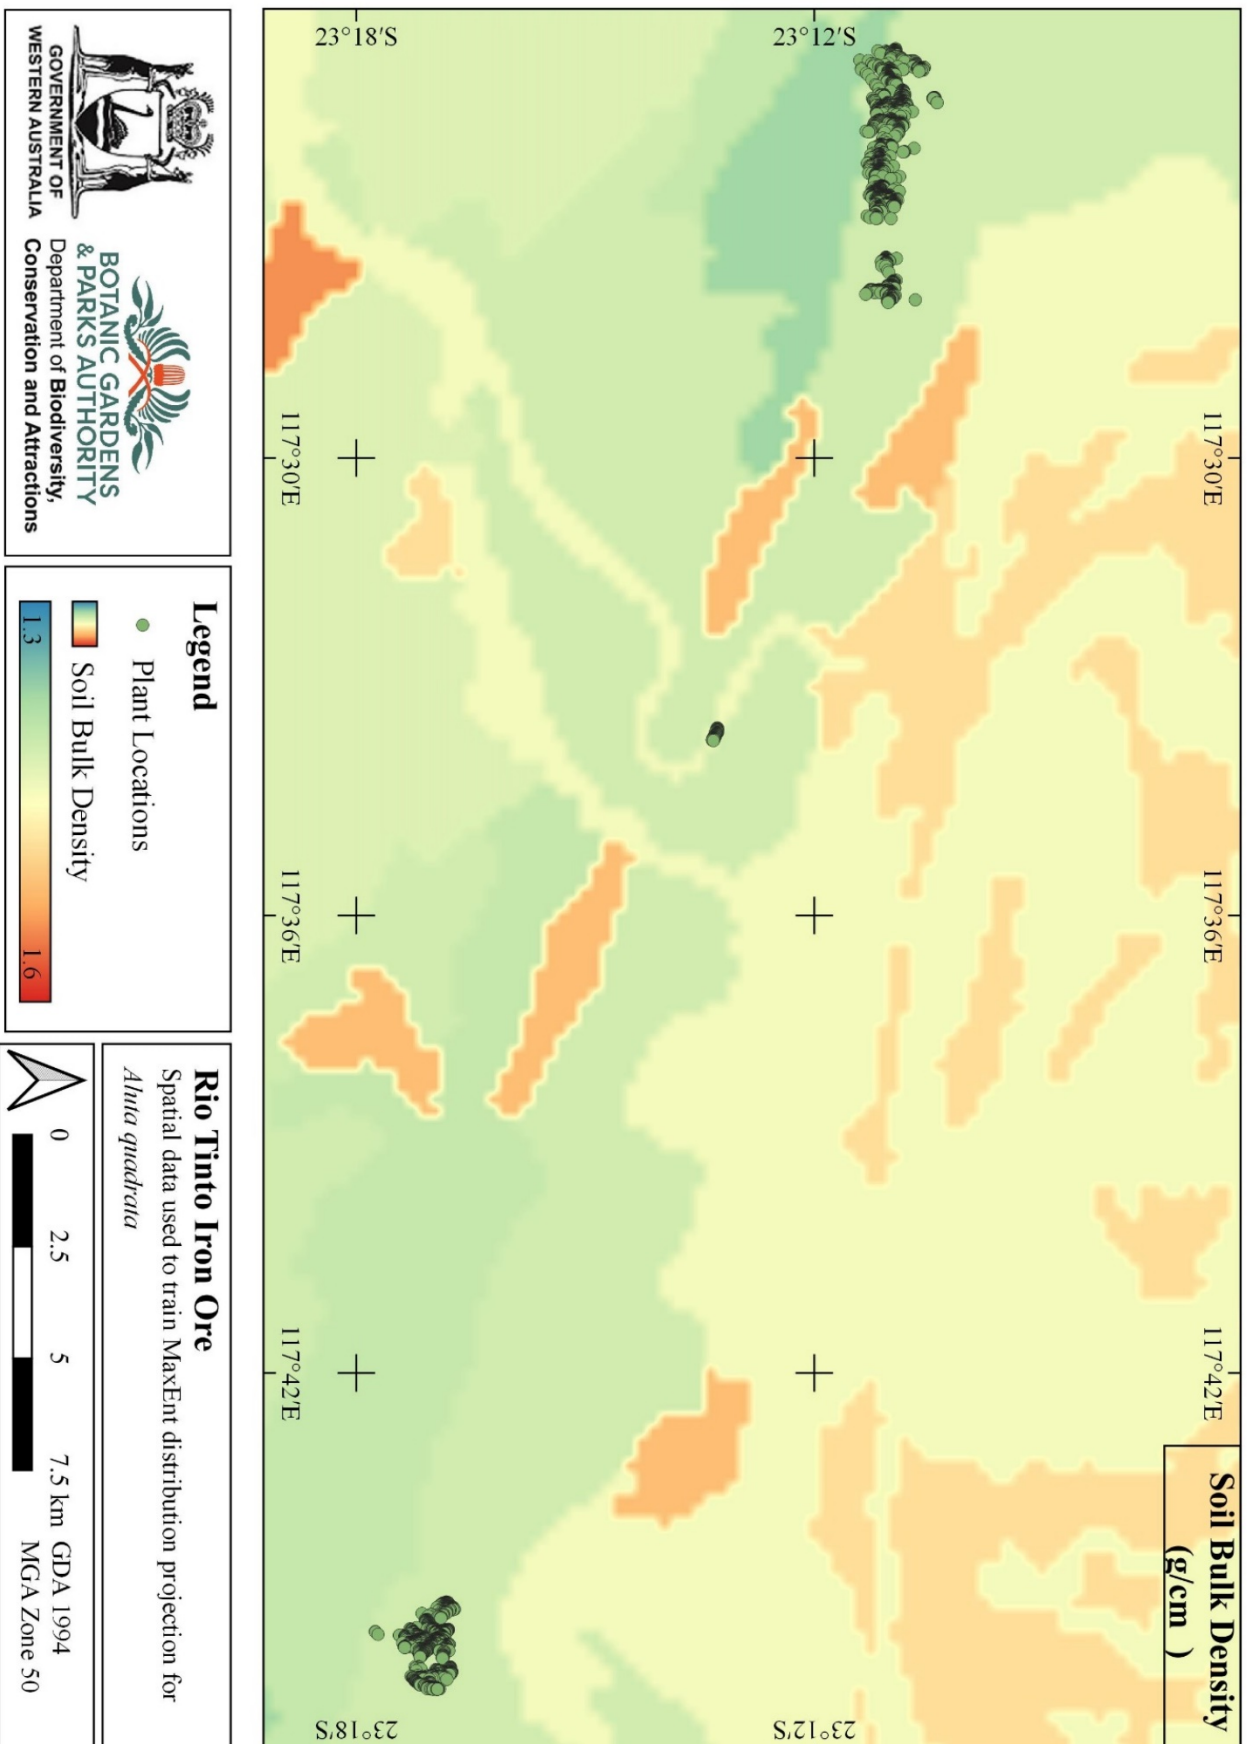 Soil Bulk Density
(g/cm )
117°30'E
117°36'E
117°42'E
23°12'S
23°12'S
23°18'S
23°18'S
117°30'E
117°36'E
117°42'E
GOVERNMENT OF
WESTERN AUSTRALIA
BOTANIC GARDENS
& PARKS AUTHORITY
Department of Biodiversity,
Conservation and Attractions
Legend
Plant Locations
Soil Bulk Density
1.3
1.6
Rio Tinto Iron Ore
Spatial data used to train MaxEnt distribution projection for
Aluta quadrata
0 2.5 5 7.5 km
GDA 1994
MGA Zone 50